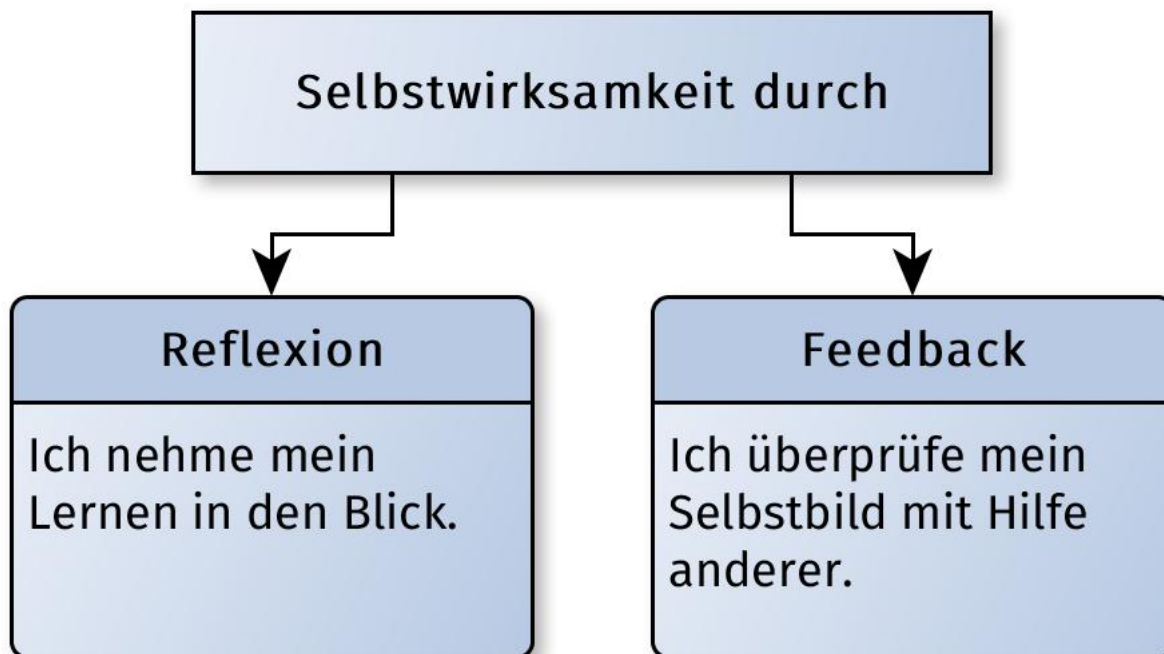 Selbstwirksamkeit durch
Reflexion
Ich nehme mein
Lernen in den Blick.
Feedback
Ich überprüfe mein
Selbstbild mit Hilfe
anderer.